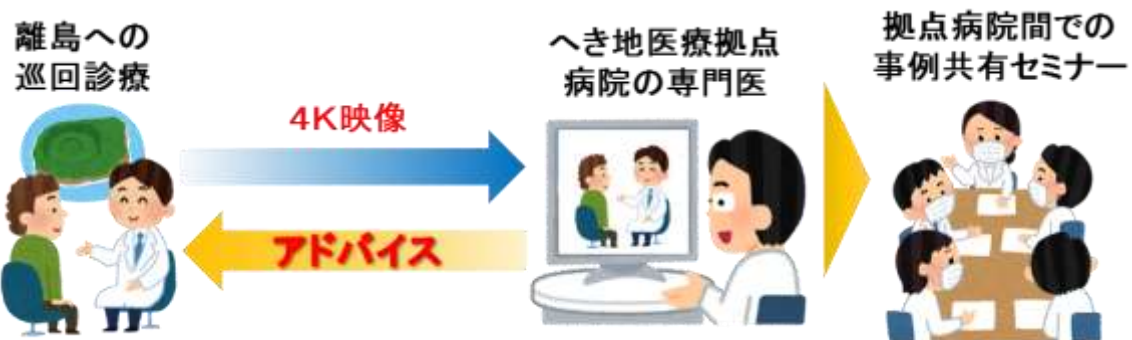 離島への
巡回診療
4K映像
アドバイス
へき地医療拠点
病院の専門医
拠点病院間での
事例共有セミナー